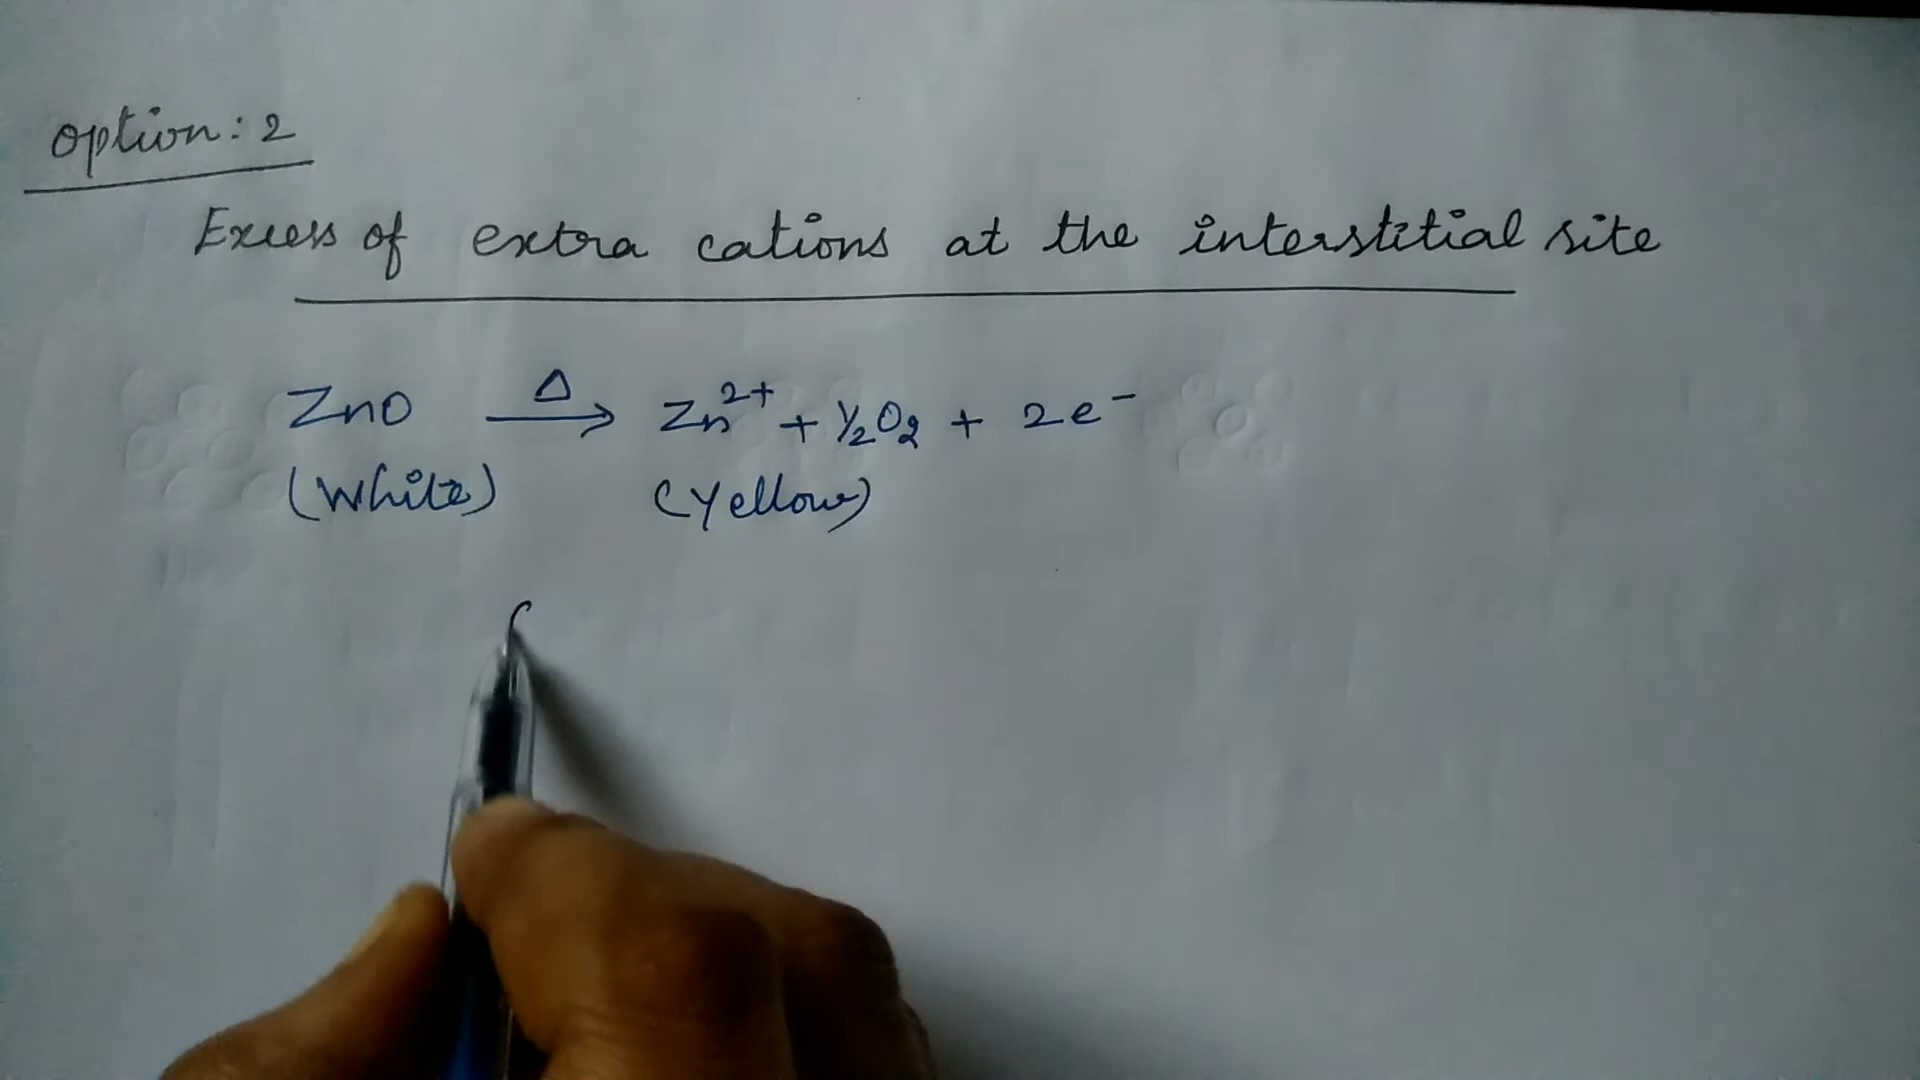 option: 2
Excess of extra cations at the interstitial site
ZnO →Δ Zn²⁺ + ½O₂ + 2e⁻
(White) (Yellow)